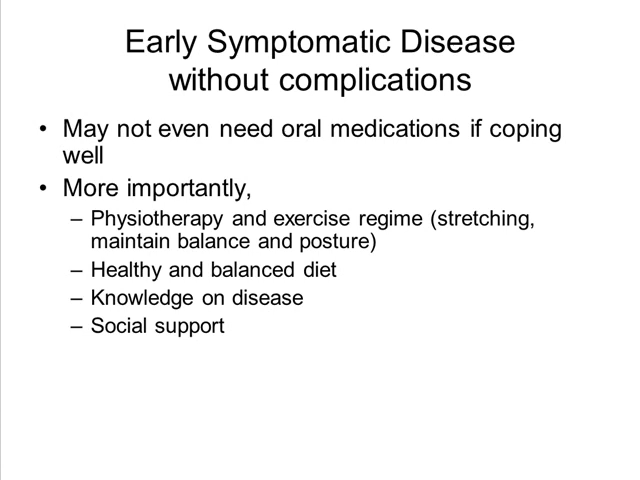 Early Symptomatic Disease
without complications
• May not even need oral medications if coping
well
• More importantly,
– Physiotherapy and exercise regime (stretching,
maintain balance and posture)
– Healthy and balanced diet
– Knowledge on disease
– Social support